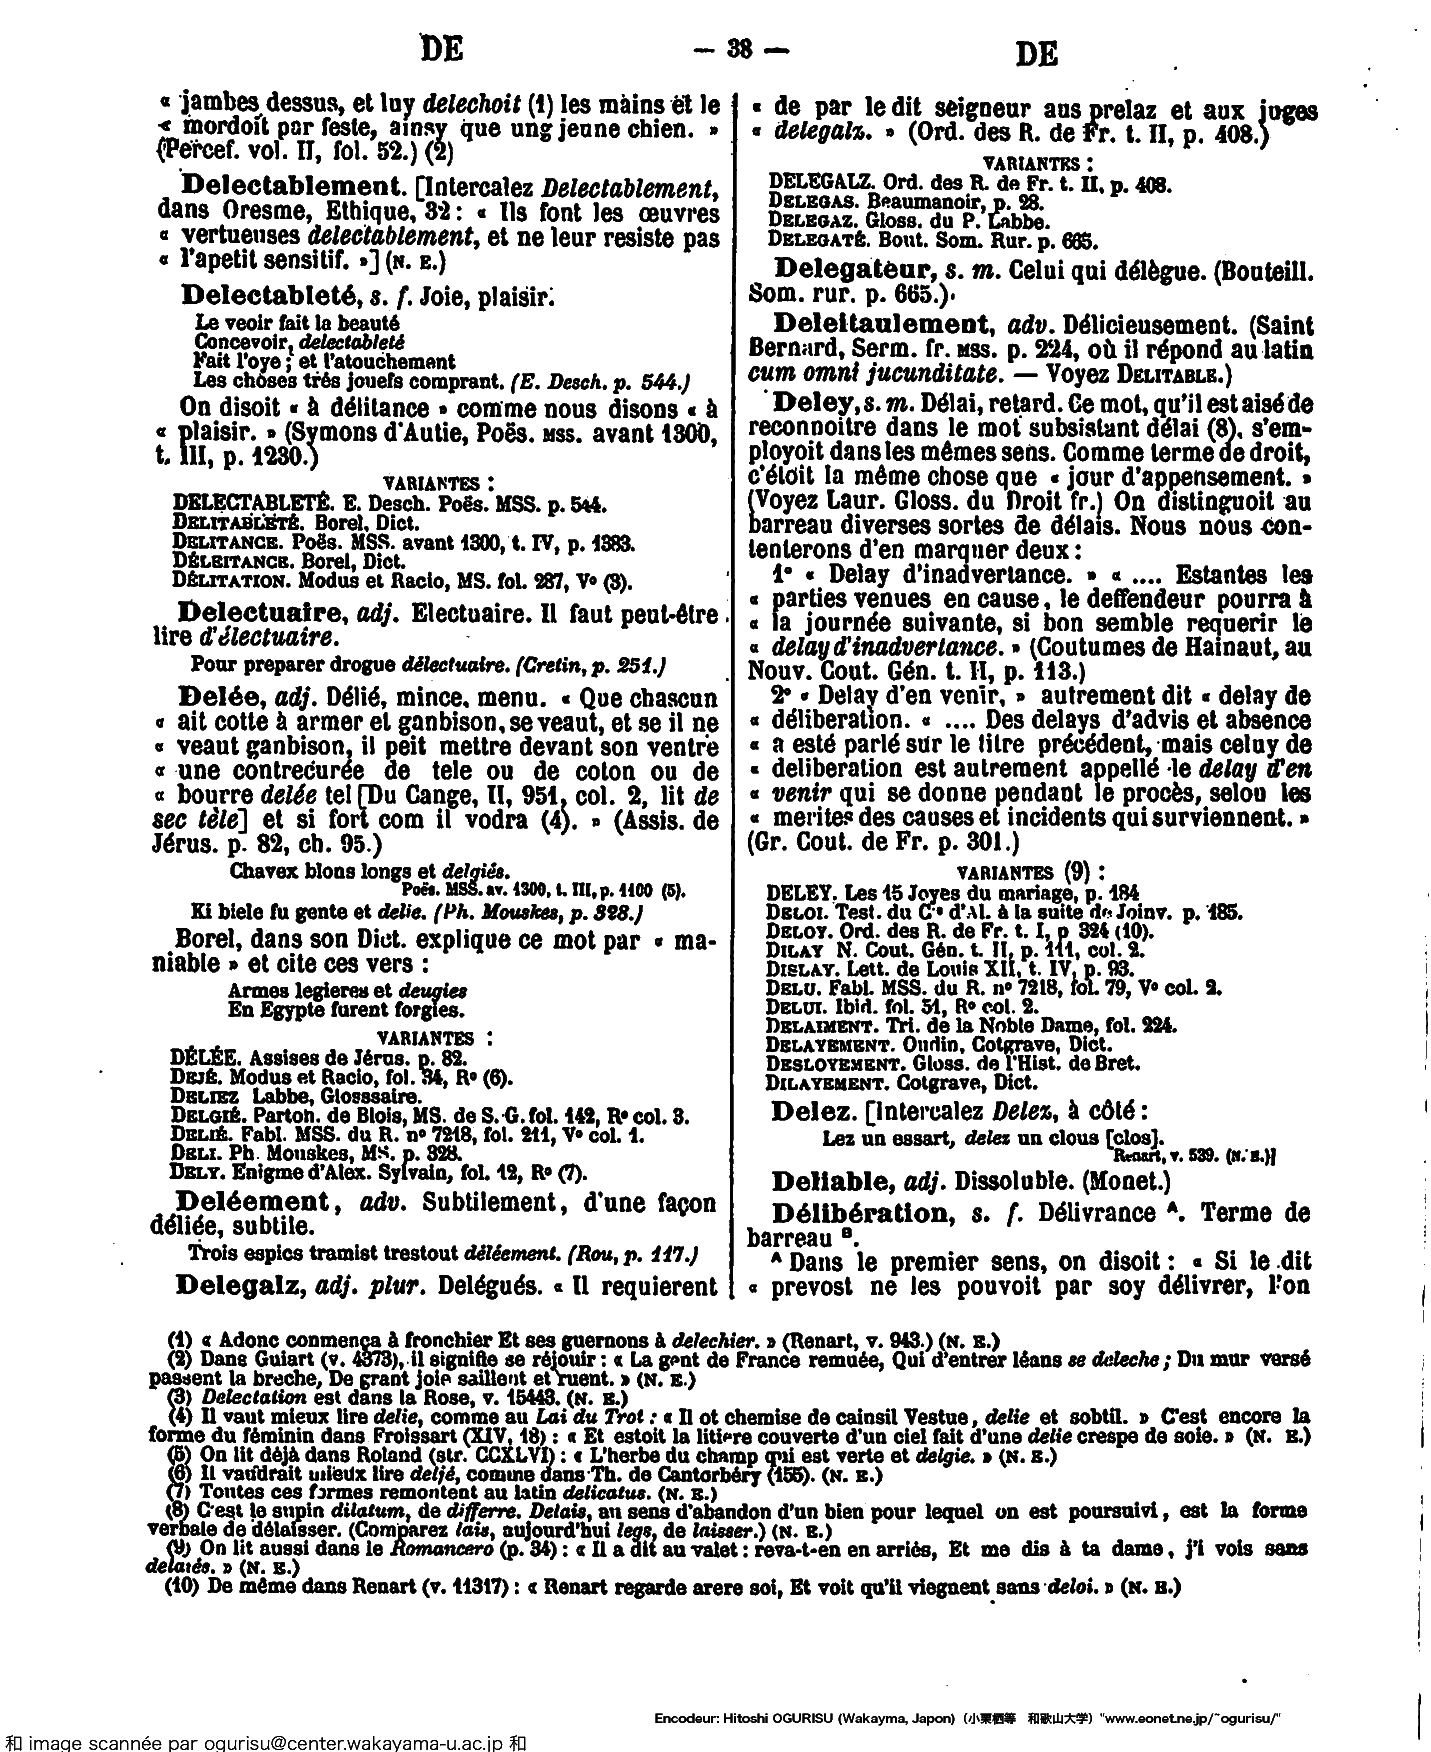 DE
— 38 —
DE
« jambes dessus, et luy delechoit (1) les mains et le
« mordoit par feste, ainsy que ung jeune chien. »
(Percef. vol. II, fol. 52.) (2)
Delectablement. [Intercalez Delectablement,
dans Oresme, Ethique, 32 : « Ils font les œuvres
« vertueuses delectablement, et ne leur resiste pas
« l'apetit sensitif. »] (N. E.)
Delectableté, s. f. Joie, plaisir.
Le veoir fait la beauté
Concevoir, delectableté
Fait l'oye ; et l'atouchement
Les choses trés jouefs comprant. (E. Desch. p. 544.)
On disoit « à délitance » comme nous disons « à
« plaisir. » (Symons d'Autie, Poës. MSS. avant 1300,
t. III, p. 1230.)
VARIANTES :
DELECTABLETÉ. E. Desch. Poës. MSS. p. 544.
DELITABLETÉ. Borel, Dict.
DELITANCE. Poës. MSS. avant 1300, t. IV, p. 1383.
DÉLEITANCE. Borel, Dict.
DÉLITATION. Modus et Racio, MS. fol. 287, Vo (3).
Delectuaire, adj. Electuaire. Il faut peut-être
lire d'électuaire.
Pour preparer drogue délectuaire. (Cretin, p. 251.)
Delée, adj. Délié, mince, menu. « Que chascun
« ait cotte à armer et ganbison, se veaut, et se il ne
« veaut ganbison, il peit mettre devant son ventre
« une contrecurée de tele ou de coton ou de
« bourre delée tel [Du Cange, II, 951, col. 2, lit de
sec tèle] et si fort com il vodra (4). » (Assis. de
Jérus. p. 82, ch. 95.)
Chavex blons longs et delgiés.
Poës. MSS. av. 1300, t. III, p. 1100 (5).
Ki biele fu gente et delie. (Ph. Mouskes, p. 328.)
Borel, dans son Dict. explique ce mot par « ma-
niable » et cite ces vers :
Armes legieres et deugies
En Egypte furent forgies.
VARIANTES :
DÉLÉE. Assises de Jérus. p. 82.
DEJÉ. Modus et Racio, fol. 34, Ro (6).
DELIEZ Labbe, Glosssaire.
DELGIÉ. Parton. de Blois, MS. de S. G. fol. 142, Ro col. 3.
DELIÉ. Fabl. MSS. du R. no 7218, fol. 211, Vo col. 1.
DELI. Ph. Mouskes, MS. p. 328.
DELY. Enigme d'Alex. Sylvain, fol. 12, Ro (7).
Deléement, adv. Subtilement, d'une façon
déliée, subtile.
Trois espics tramist trestout déléement. (Rou, p. 117.)
Delegalz, adj. plur. Delégués. « Il requierent
« de par le dit seigneur aus prelaz et aux juges
« delegalz. » (Ord. des R. de Fr. t. II, p. 408.)
VARIANTES :
DELEGALZ. Ord. des R. de Fr. t. II, p. 408.
DELEGAS. Beaumanoir, p. 28.
DELEGAZ. Gloss. du P. Labbe.
DELEGATÉ. Bout. Som. Rur. p. 665.
Delegateur, s. m. Celui qui délègue. (Bouteill.
Som. rur. p. 665.)
Deleitaulement, adv. Délicieusement. (Saint
Bernard, Serm. fr. MSS. p. 224, où il répond au latin
cum omni jucunditate. — Voyez DELITABLE.)
Deley, s. m. Délai, retard. Ce mot, qu'il est aisé de
reconnoitre dans le mot subsistant délai (8), s'em-
ployoit dans les mêmes sens. Comme terme de droit,
c'étoit la même chose que « jour d'appensement. »
(Voyez Laur. Gloss. du Droit fr.) On distinguoit au
barreau diverses sortes de délais. Nous nous con-
tenterons d'en marquer deux :
1° « Delay d'inadvertance. » « .... Estantes les
« parties venues en cause, le deffendeur pourra à
« la journée suivante, si bon semble requerir le
« delay d'inadvertance. » (Coutumes de Hainaut, au
Nouv. Cout. Gén. t. II, p. 113.)
2° « Delay d'en venir, » autrement dit « delay de
« déliberation. « .... Des delays d'advis et absence
« a esté parlé sur le titre précédent, mais celuy de
« deliberation est autrement appellé le delay d'en
« venir qui se donne pendant le procès, selou les
« merites des causes et incidents qui surviennent. »
(Gr. Cout. de Fr. p. 301.)
VARIANTES (9) :
DELEY. Les 15 Joyes du mariage, p. 184
DELOI. Test. du Cte d'Al. à la suite de Joinv. p. 185.
DELOY. Ord. des R. de Fr. t. I, p 324 (10).
DILAY N. Cout. Gén. t. II, p. 111, col. 2.
DISLAY. Lett. de Louis XII, t. IV, p. 93.
DELU. Fabl. MSS. du R. no 7218, fol. 79, Vo col. 2.
DELUI. Ibid. fol. 51, Ro col. 2.
DELAIMENT. Tri. de la Noble Dame, fol. 224.
DELAYEMENT. Oudin, Cotgrave, Dict.
DESLOYEMENT. Gloss. de l'Hist. de Bret.
DILAYEMENT. Cotgrave, Dict.
Delez. [Intercalez Delez, à côté :
Lez un essart, delez un clous [clos].
Renart, v. 539. (N. E.)]
Deliable, adj. Dissoluble. (Monet.)
Délibération, s. f. Délivrance A. Terme de
barreau B.
A Dans le premier sens, on disoit : « Si le dit
« prevost ne les pouvoit par soy délivrer, l'on
(1) « Adonc conmença à fronchier Et ses guernons à delechier. » (Renart, v. 943.) (N. E.)
(2) Dans Guiart (v. 4373), il signifie se réjouir : « La gent de France remuée, Qui d'entrer léans se deleche ; Du mur versé
passent la breche, De grant joie saillent et ruent. » (N. E.)
(3) Delectation est dans la Rose, v. 15443. (N. E.)
(4) Il vaut mieux lire delie, comme au Lai du Trot : « Il ot chemise de cainsil Vestue, delie et sobtil. » C'est encore la
forme du féminin dans Froissart (XIV, 18) : « Et estoit la litiere couverte d'un ciel fait d'une delie crespe de soie. » (N. E.)
(5) On lit déjà dans Roland (str. CCXLVI) : « L'herbe du champ qui est verte et delgie. » (N. E.)
(6) Il vaudrait mieux lire deljé, comme dans Th. de Cantorbéry (155). (N. E.)
(7) Toutes ces formes remontent au latin delicatus. (N. E.)
(8) C'est le supin dilatum, de differre. Delais, au sens d'abandon d'un bien pour lequel on est poursuivi, est la forme
verbale de délaisser. (Comparez lais, aujourd'hui legs, de laisser.) (N. E.)
(9) On lit aussi dans le Romancero (p. 34) : « Il a dit au valet : reva-t-en en arriés, Et me dis à ta dame, j'i vois sans
delaiés. » (N. E.)
(10) De même dans Renart (v. 11317) : « Renart regarde arere soi, Et voit qu'il viegnent sans deloi. » (N. E.)
Encodeur: Hitoshi OGURISU (Wakayma, Japon) (小栗栖等 和歌山大学) "www.eonet.ne.jp/~ogurisu/"
和 image scannée par ogurisu@center.wakayama-u.ac.jp 和